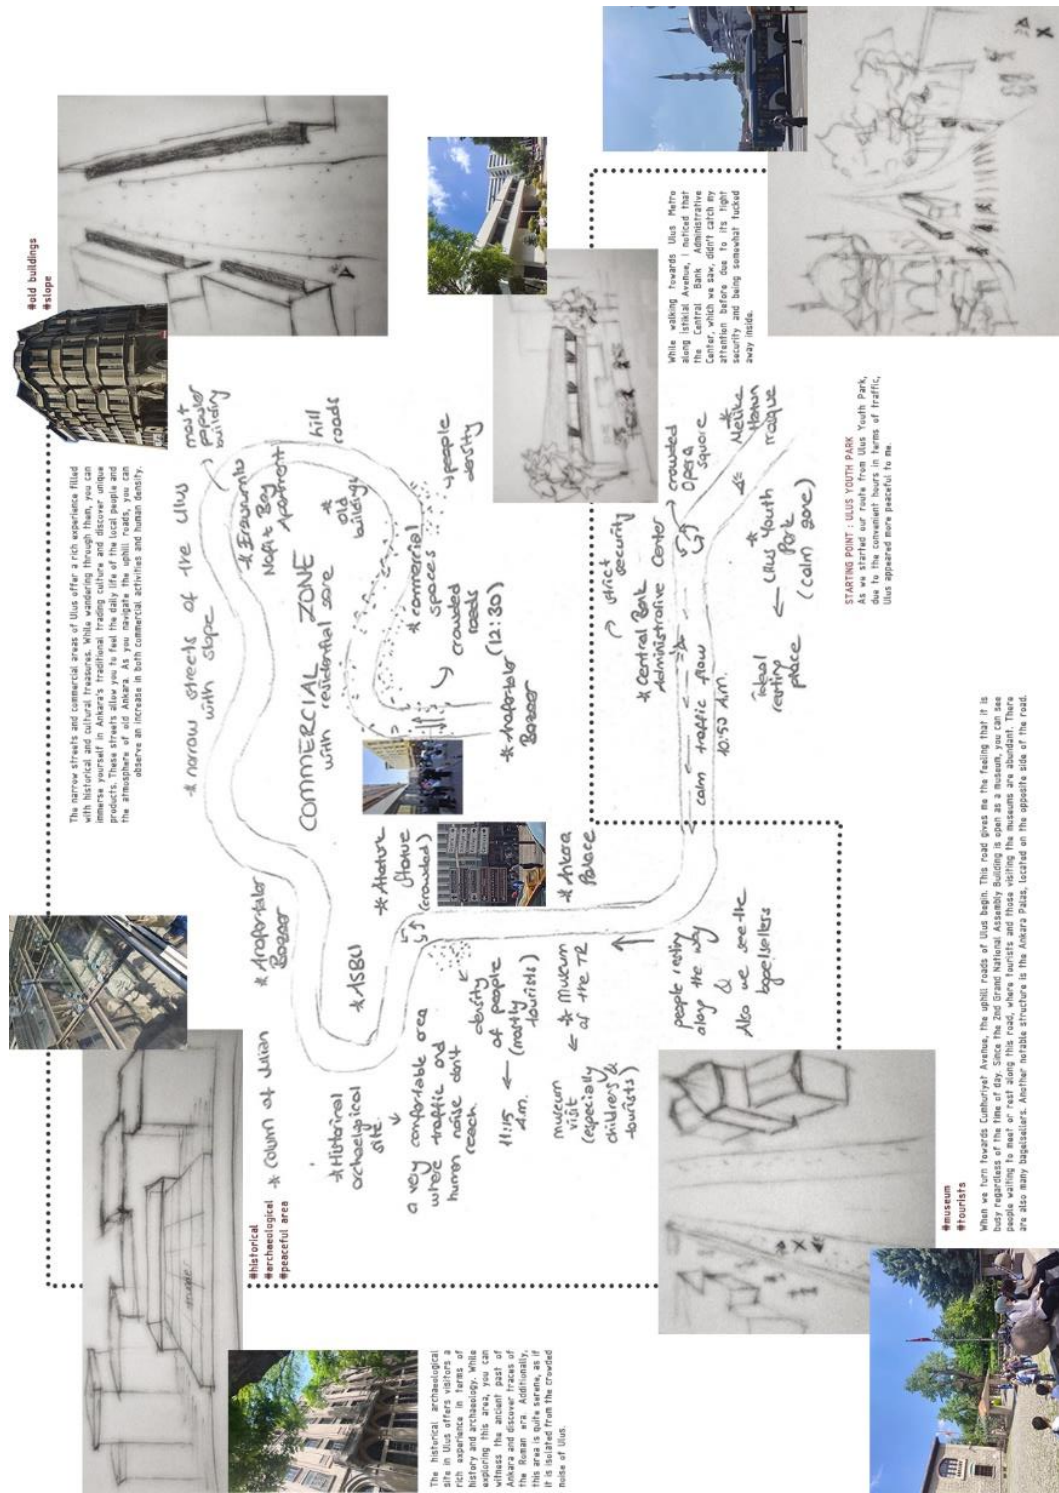 #old buildings
#slope
The narrow streets and commercial areas of Ulus offer a rich experience filled
with historical and cultural treasures. While wandering through them, you can
immerse yourself in Ankara's traditional trading culture and discover unique
products. These streets allow you to feel the daily life of the local people and
the atmosphere of old Ankara. As you navigate the uphill roads, you can
observe an increase in both commercial activities and human density.
* narrow streets of the Ulus
with slope
most
popular
building
* Erzurumlu
Nafiz Bey
Apartment
hill
roads
*
old
buildings
COMMERCIAL ZONE
with residential
* commercial
spaces
crowded
roads
(12:30)
people
density
* Anafartalar
Bazaar
* Anafartalar
Bazaar
* Column of Julian
* ASBÜ
* Historical
archaelogical
site
a very comfortable area
where traffic and
human noise don't
reach
* Atatürk
Statue
(crowded)
density
of people
(mostly
tourists)
11:15
A.M.
* Ankara
Palace
* Museum
of the TR
museum
visit
(especially
children &
tourists)
people resting
along the way
&
Also we see the
bagelsellers
calm traffic flow
10:50 A.M.
* Central Bank
Administrative Center
strict
security
crowded
Opera
square
*
Melike
Hatun
mosque
*
Ulus Youth
Park
(calm zone)
ideal
resting
place
While walking towards Ulus Metro
along Istiklal Avenue, I noticed that
the Central Bank Administrative
Center, which we saw, didn't catch my
attention before due to its tight
security and being somewhat tucked
away inside.
STARTING POINT : ULUS YOUTH PARK
As we started our route from Ulus Youth Park,
due to the convenient hours in terms of traffic,
Ulus appeared more peaceful to me.
#historical
#archaeological
#peaceful area
The historical archaeological
site in Ulus offers visitors a
rich experience in terms of
history and archaeology. While
exploring this area, you can
witness the ancient past of
Ankara and discover traces of
the Roman era. Additionally,
this area is quite serene, as if
it is isolated from the crowded
noise of Ulus.
#museum
#tourists
When we turn towards Cumhuriyet Avenue, the uphill roads of Ulus begin. This road gives me the feeling that it is
busy regardless of the time of day. Since the 2nd Grand National Assembly Building is open as a museum, you can see
people waiting to meet or rest along this road, where tourists and those visiting the museums are abundant. There
are also many bagelsellers. Another notable structure is the Ankara Palas, located on the opposite side of the road.